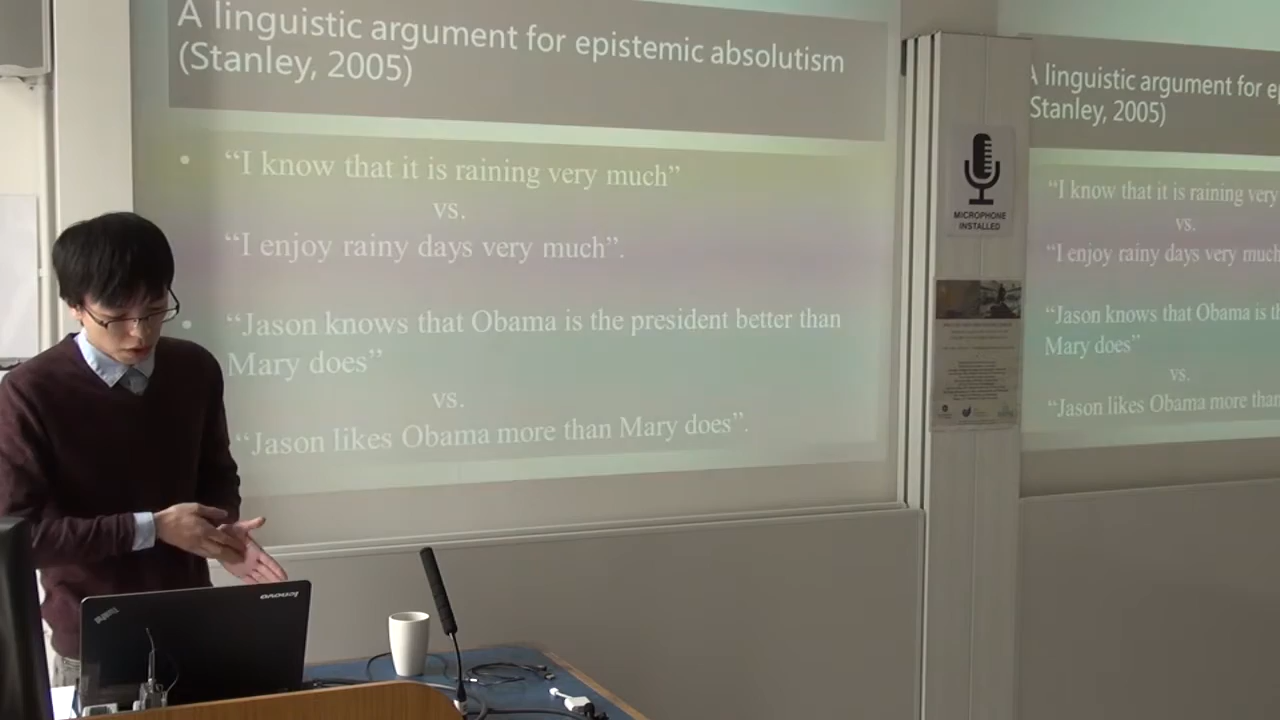 A linguistic argument for epistemic absolutism
(Stanley, 2005)
• “I know that it is raining very much”
vs.
“I enjoy rainy days very much”.
• “Jason knows that Obama is the president better than
Mary does”
vs.
“Jason likes Obama more than Mary does”.
MICROPHONE
INSTALLED
A linguistic argument for
Stanley, 2005)
“I know that it is raining very
vs.
“I enjoy rainy days very much
“Jason knows that Obama is
Mary does”
vs.
“Jason likes Obama more than
lenovo
ThinkPad